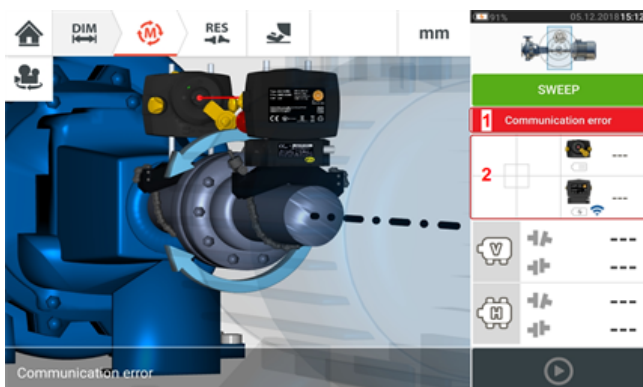 DIM
M
RES
mm
91%
05.12.2018 15:12
SWEEP
1 Communication error
2
---
---
V
---
---
H
---
---
Communication error